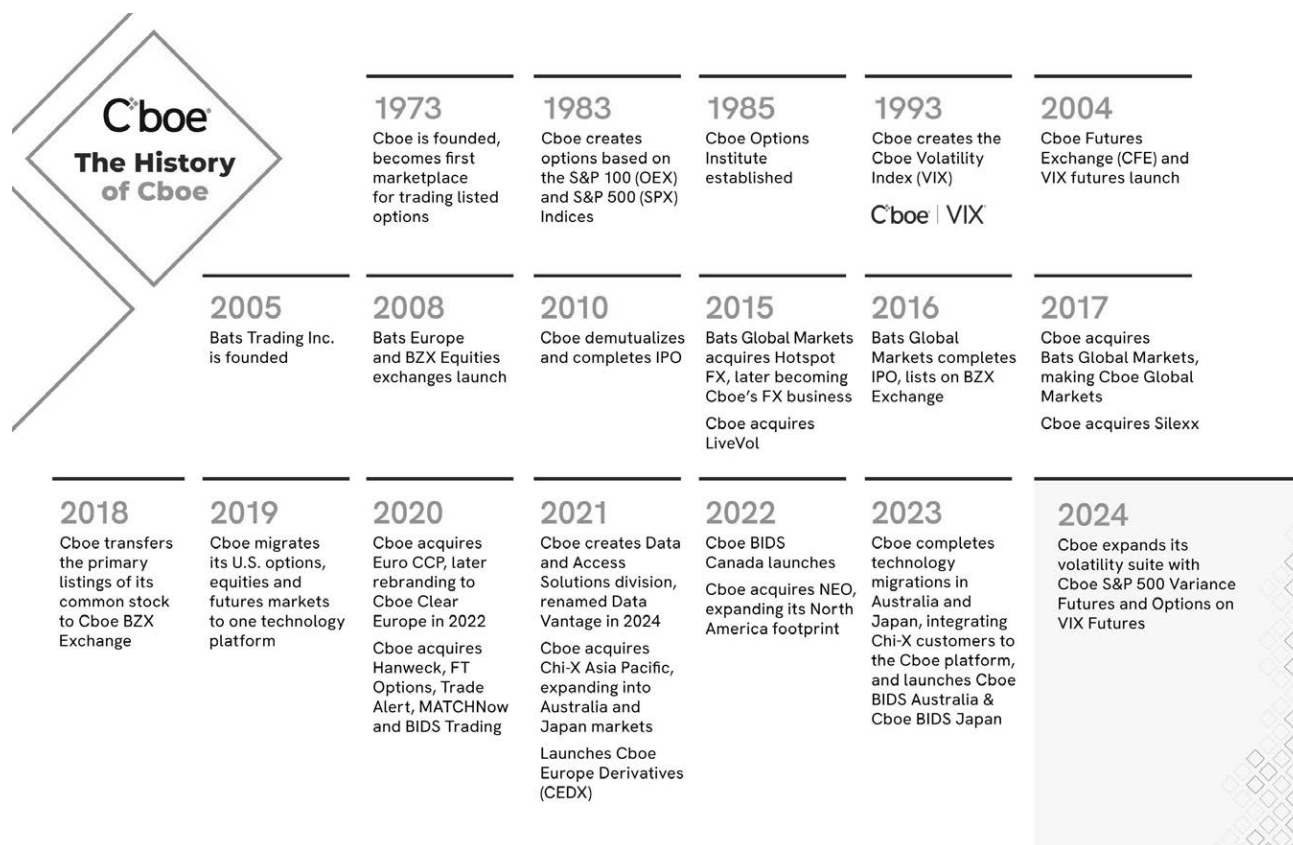 Cboe
The History
of Cboe
1973
Cboe is founded,
becomes first
marketplace
for trading listed
options
1983
Cboe creates
options based on
the S&P 100 (OEX)
and S&P 500 (SPX)
Indices
1985
Cboe Options
Institute
established
1993
Cboe creates the
Cboe Volatility
Index (VIX)
Cboe | VIX
2004
Cboe Futures
Exchange (CFE) and
VIX futures launch
2005
Bats Trading Inc.
is founded
2008
Bats Europe
and BZX Equities
exchanges launch
2010
Cboe demutualizes
and completes IPO
2015
Bats Global Markets
acquires Hotspot
FX, later becoming
Cboe’s FX business
Cboe acquires
LiveVol
2016
Bats Global
Markets completes
IPO, lists on BZX
Exchange
2017
Cboe acquires
Bats Global Markets,
making Cboe Global
Markets
Cboe acquires Silexx
2018
Cboe transfers
the primary
listings of its
common stock
to Cboe BZX
Exchange
2019
Cboe migrates
its U.S. options,
equities and
futures markets
to one technology
platform
2020
Cboe acquires
Euro CCP, later
rebranding to
Cboe Clear
Europe in 2022
Cboe acquires
Hanweck, FT
Options, Trade
Alert, MATCHNow
and BIDS Trading
2021
Cboe creates Data
and Access
Solutions division,
renamed Data
Vantage in 2024
Cboe acquires
Chi-X Asia Pacific,
expanding into
Australia and
Japan markets
Launches Cboe
Europe Derivatives
(CEDX)
2022
Cboe BIDS
Canada launches
Cboe acquires NEO,
expanding its North
America footprint
2023
Cboe completes
technology
migrations in
Australia and
Japan, integrating
Chi-X customers to
the Cboe platform,
and launches Cboe
BIDS Australia &
Cboe BIDS Japan
2024
Cboe expands its
volatility suite with
Cboe S&P 500 Variance
Futures and Options on
VIX Futures